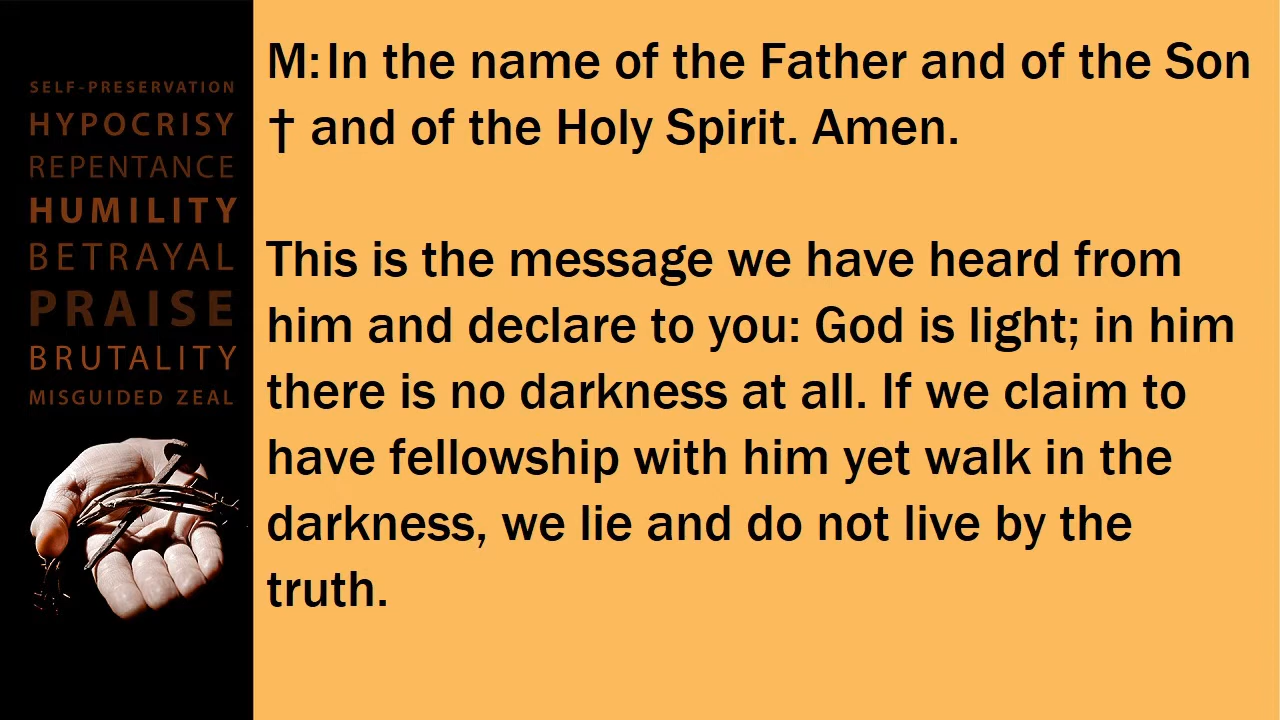 SELF-PRESERVATION
HYPOCRISY
REPENTANCE
HUMILITY
BETRAYAL
PRAISE
BRUTALITY
MISGUIDED ZEAL
M: In the name of the Father and of the Son
† and of the Holy Spirit. Amen.
This is the message we have heard from
him and declare to you: God is light; in him
there is no darkness at all. If we claim to
have fellowship with him yet walk in the
darkness, we lie and do not live by the
truth.